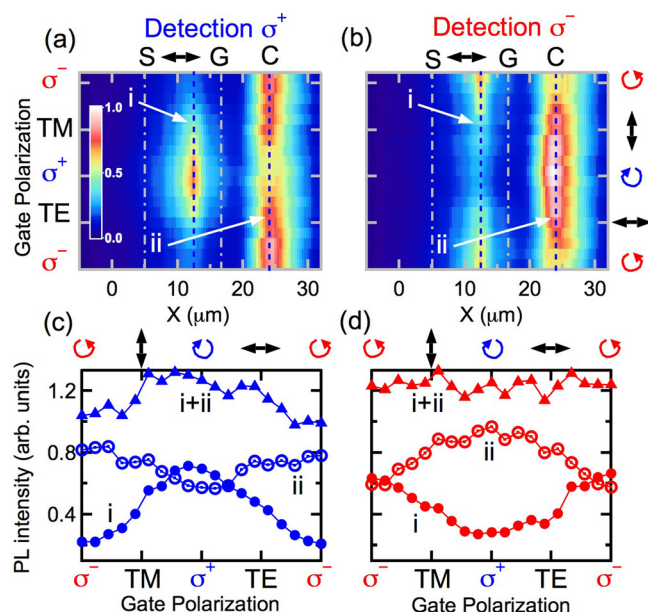 Detection σ+
Detection σ−
(a)
S
G
C
(b)
S
G
C
Gate Polarization
σ−
TM
σ+
TE
σ−
1.0
0.5
0.0
i
ii
i
ii
0
10
20
30
X (μm)
0
10
20
30
X (μm)
(c)
(d)
PL intensity (arb. units)
1.2
0.8
0.4
i+ii
ii
i
i+ii
ii
i
σ−
TM
σ+
TE
σ−
Gate Polarization
σ−
TM
σ+
TE
σ−
Gate Polarization